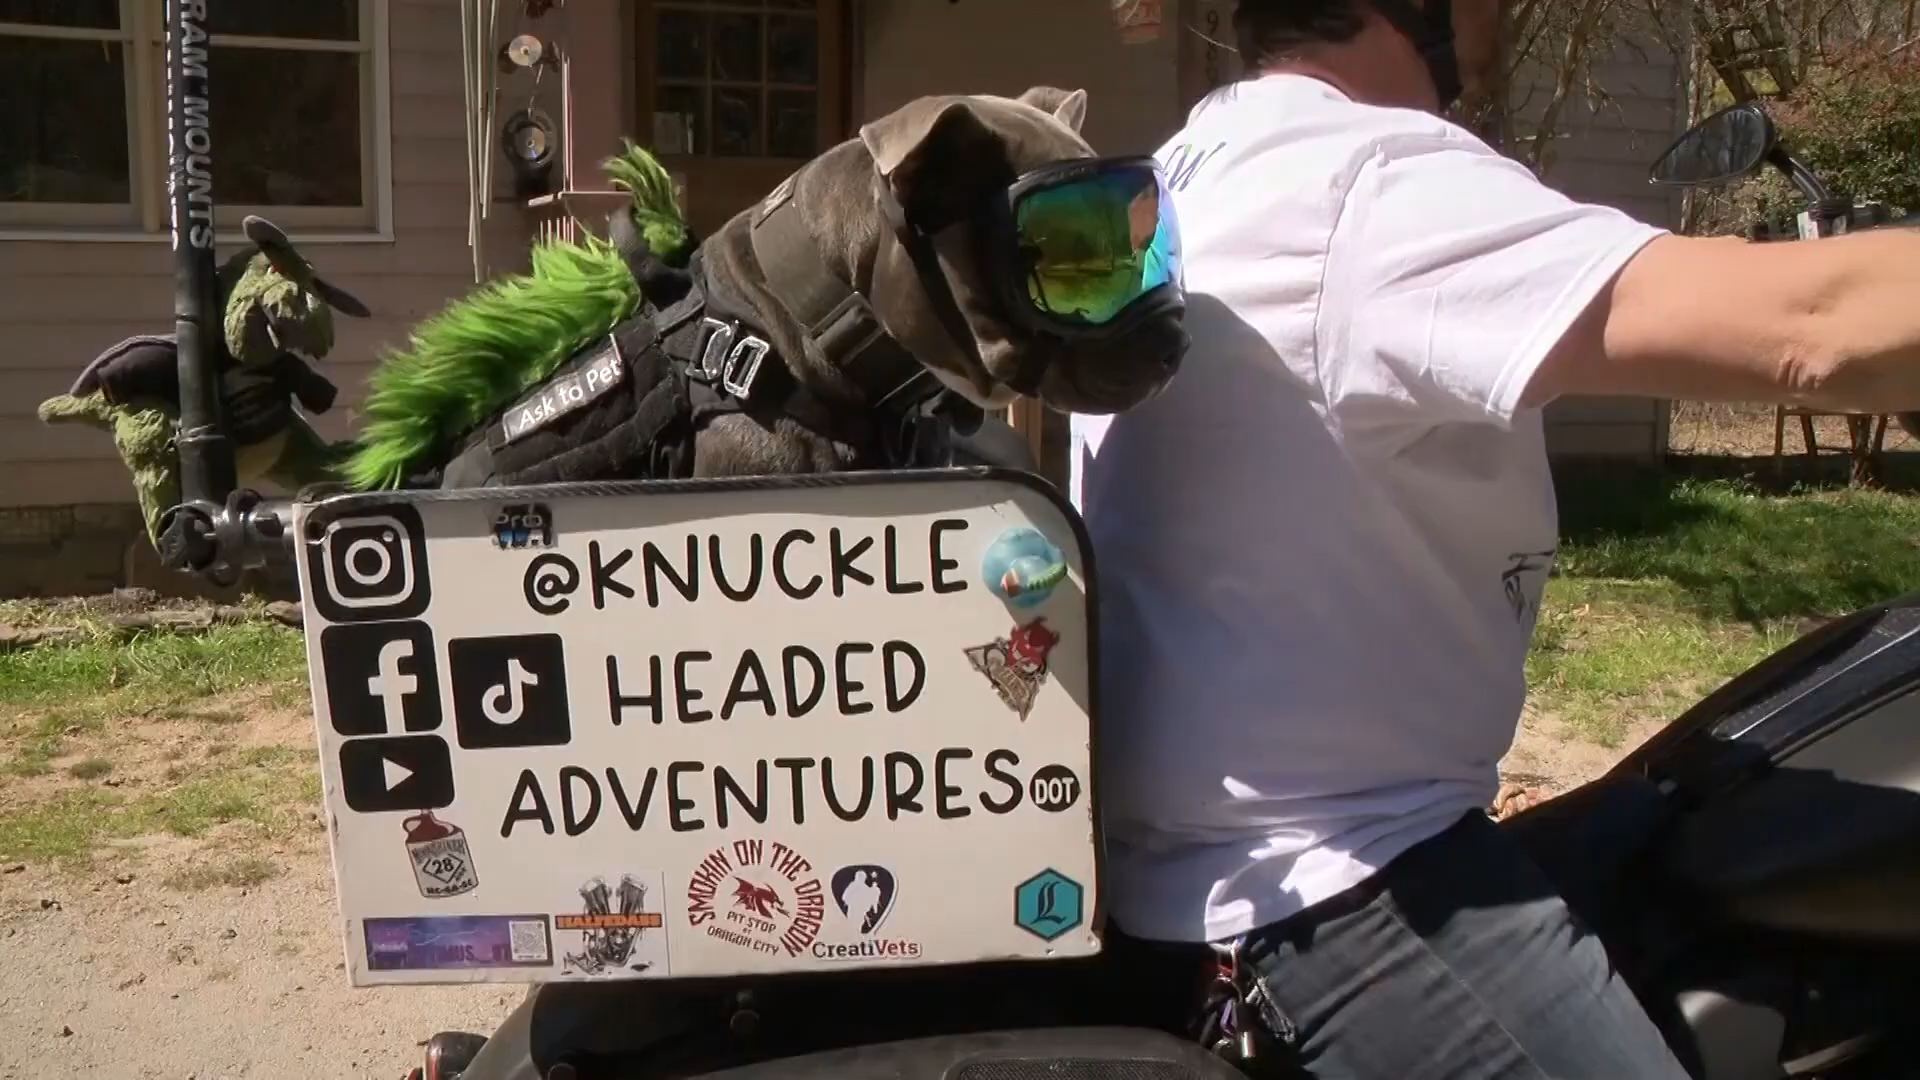 RAM MOUNTS
Ask to Pet
@KNUCKLE
HEADED
ADVENTURES
DOT
28
SMOKIN' ON THE DRAGON
PIT STOP
AT
DRAGON CITY
CreatiVets
L